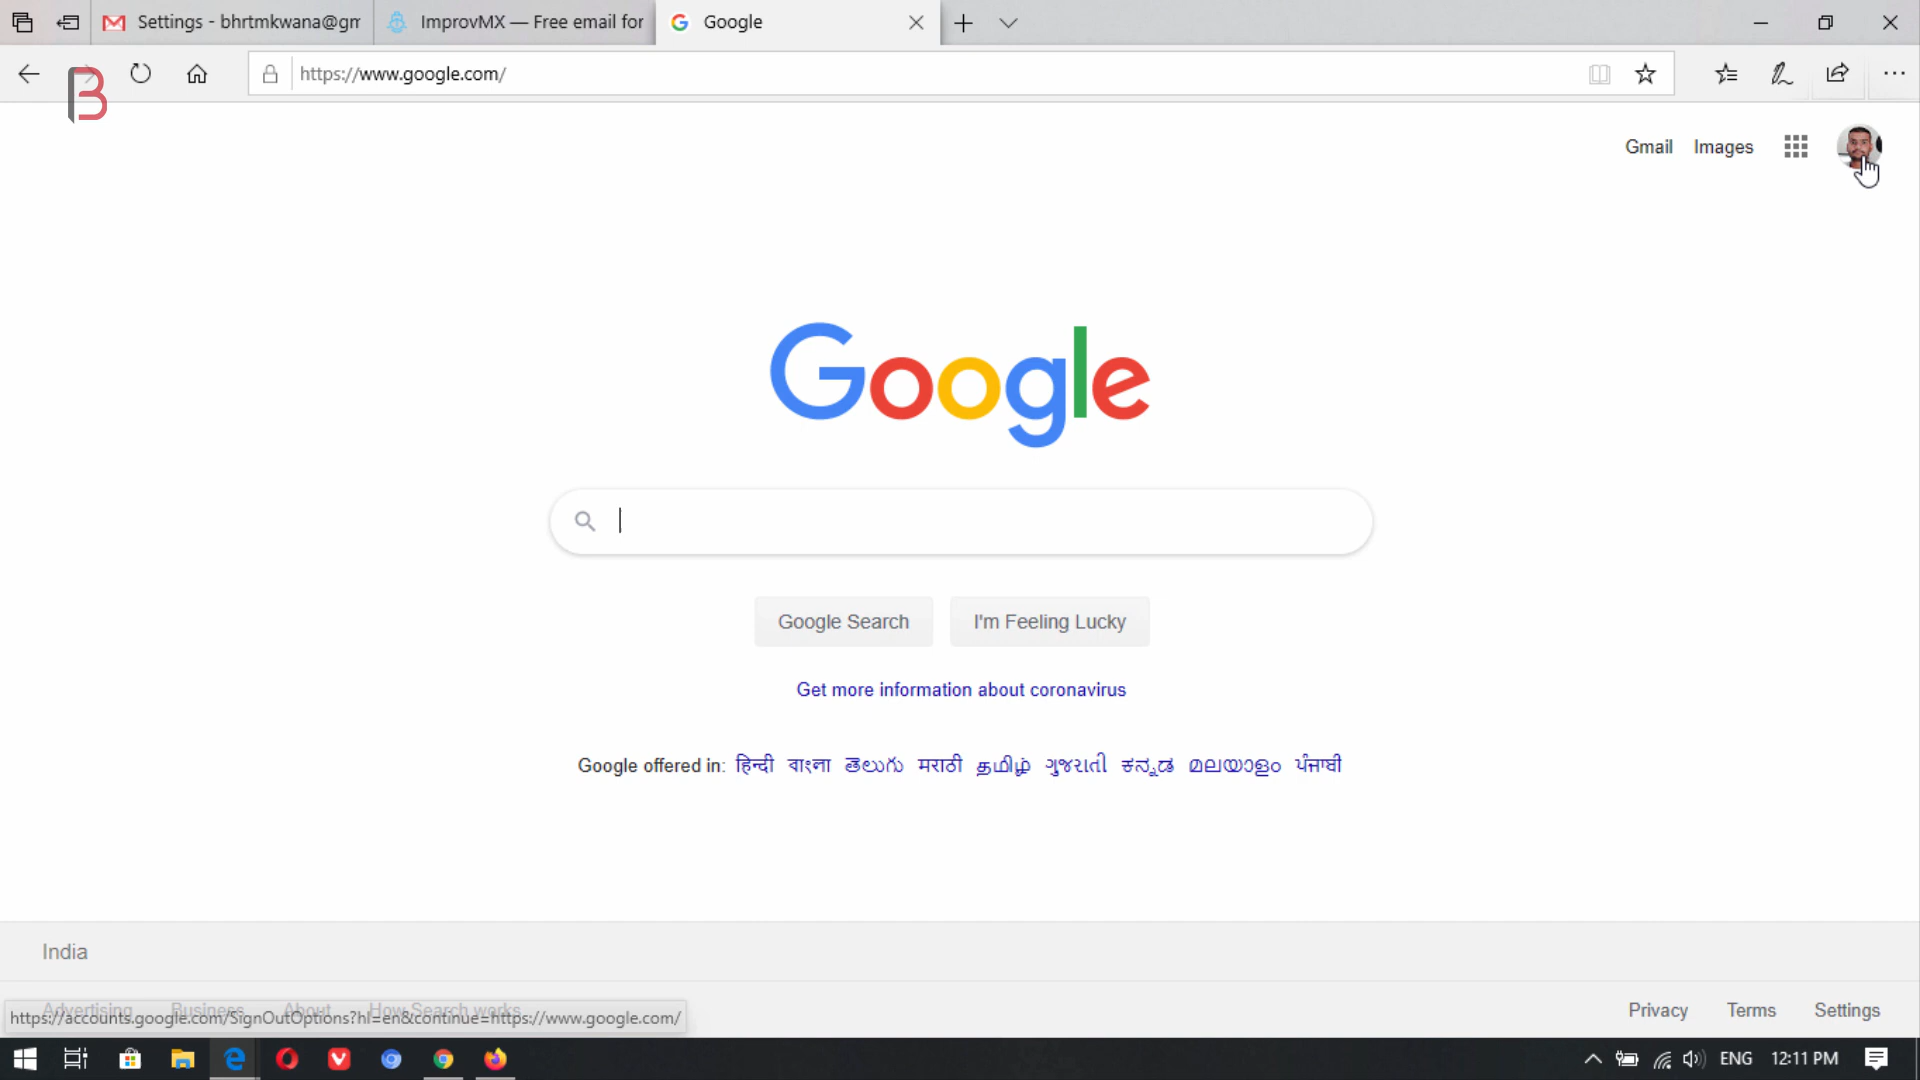 Settings - bhrtmkwana@gm
ImprovMX — Free email for
Google
https://www.google.com/
B
Gmail Images
Google
Google Search
I'm Feeling Lucky
Get more information about coronavirus
Google offered in: हिन्दी বাংলা తెలుగు मराठी தமிழ் ગુજરાતી ಕನ್ನಡ മലയാളം ਪੰਜਾਬੀ
India
Advertising Business About How Search works
https://accounts.google.com/SignOutOptions?hl=en&continue=https://www.google.com/
Privacy Terms Settings
ENG 12:11 PM